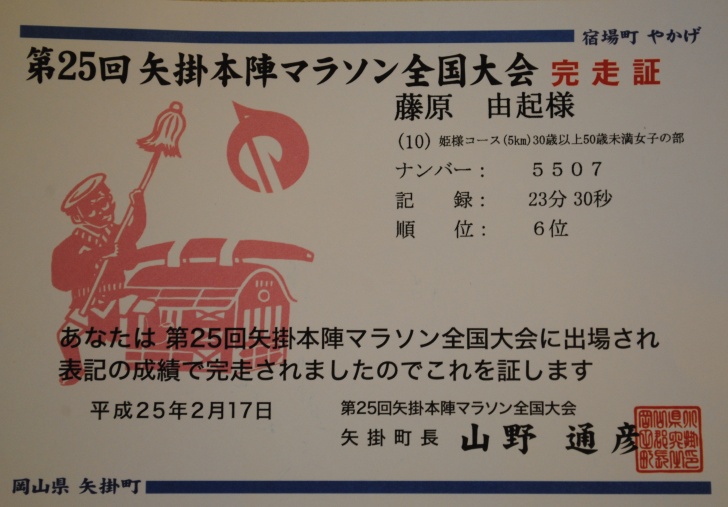 宿場町 やかげ
第25回 矢掛本陣マラソン全国大会 完走証
藤原 由起様
(10) 姫様コース(5km)30歳以上50歳未満女子の部
ナンバー： 5507
記 録： 23分 30秒
順 位： 6位
あなたは 第25回矢掛本陣マラソン全国大会に出場され
表記の成績で完走されましたのでこれを証します
平成25年2月17日
第25回矢掛本陣マラソン全国大会
矢掛町長 山野 通彦
岡山県 矢掛町